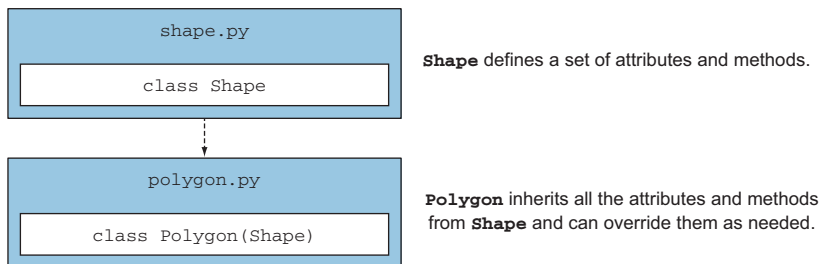 shape.py
class Shape
Shape defines a set of attributes and methods.
polygon.py
class Polygon(Shape)
Polygon inherits all the attributes and methods
from Shape and can override them as needed.